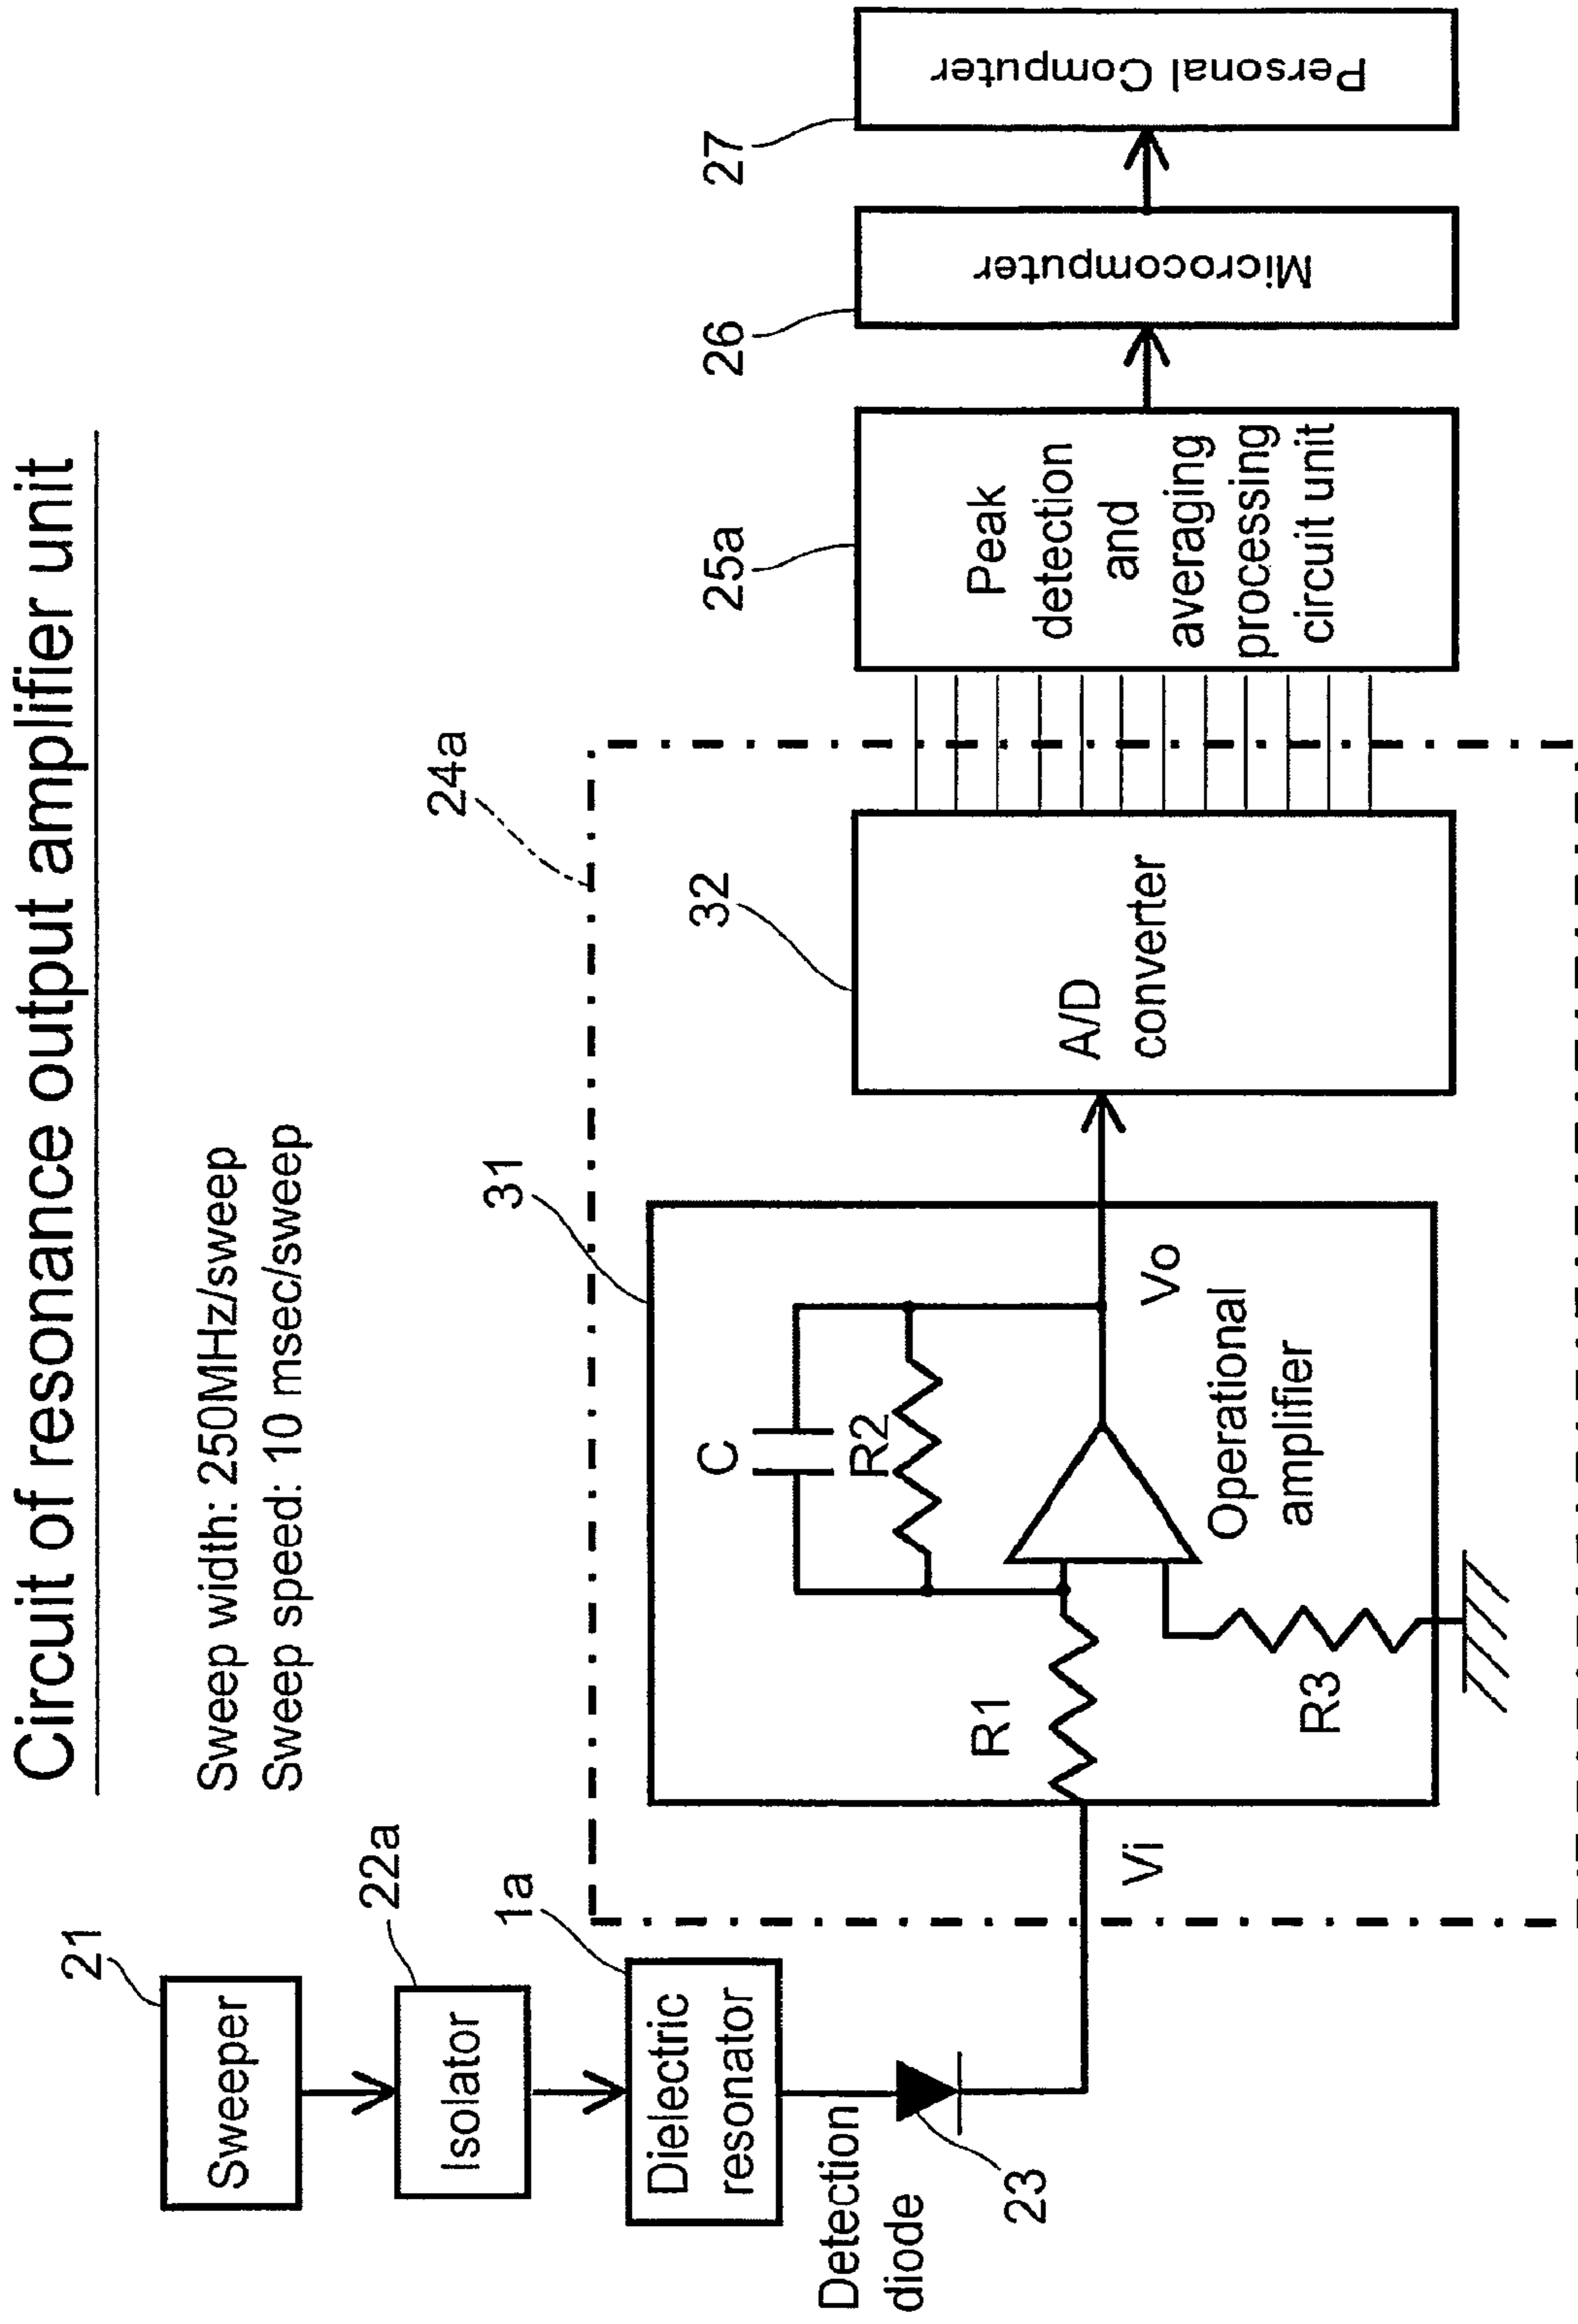 Circuit of resonance output amplifier unit
Sweep width: 250MHz/sweep
Sweep speed: 10 msec/sweep
21
Sweeper
22a
Isolator
1a
Dielectric
resonator
Detection
diode
23
24a
31
Vi
R1
C
R2
R3
Vo
Operational
amplifier
32
A/D
converter
25a
Peak
detection
and
averaging
processing
circuit unit
26
Microcomputer
27
Personal Computer